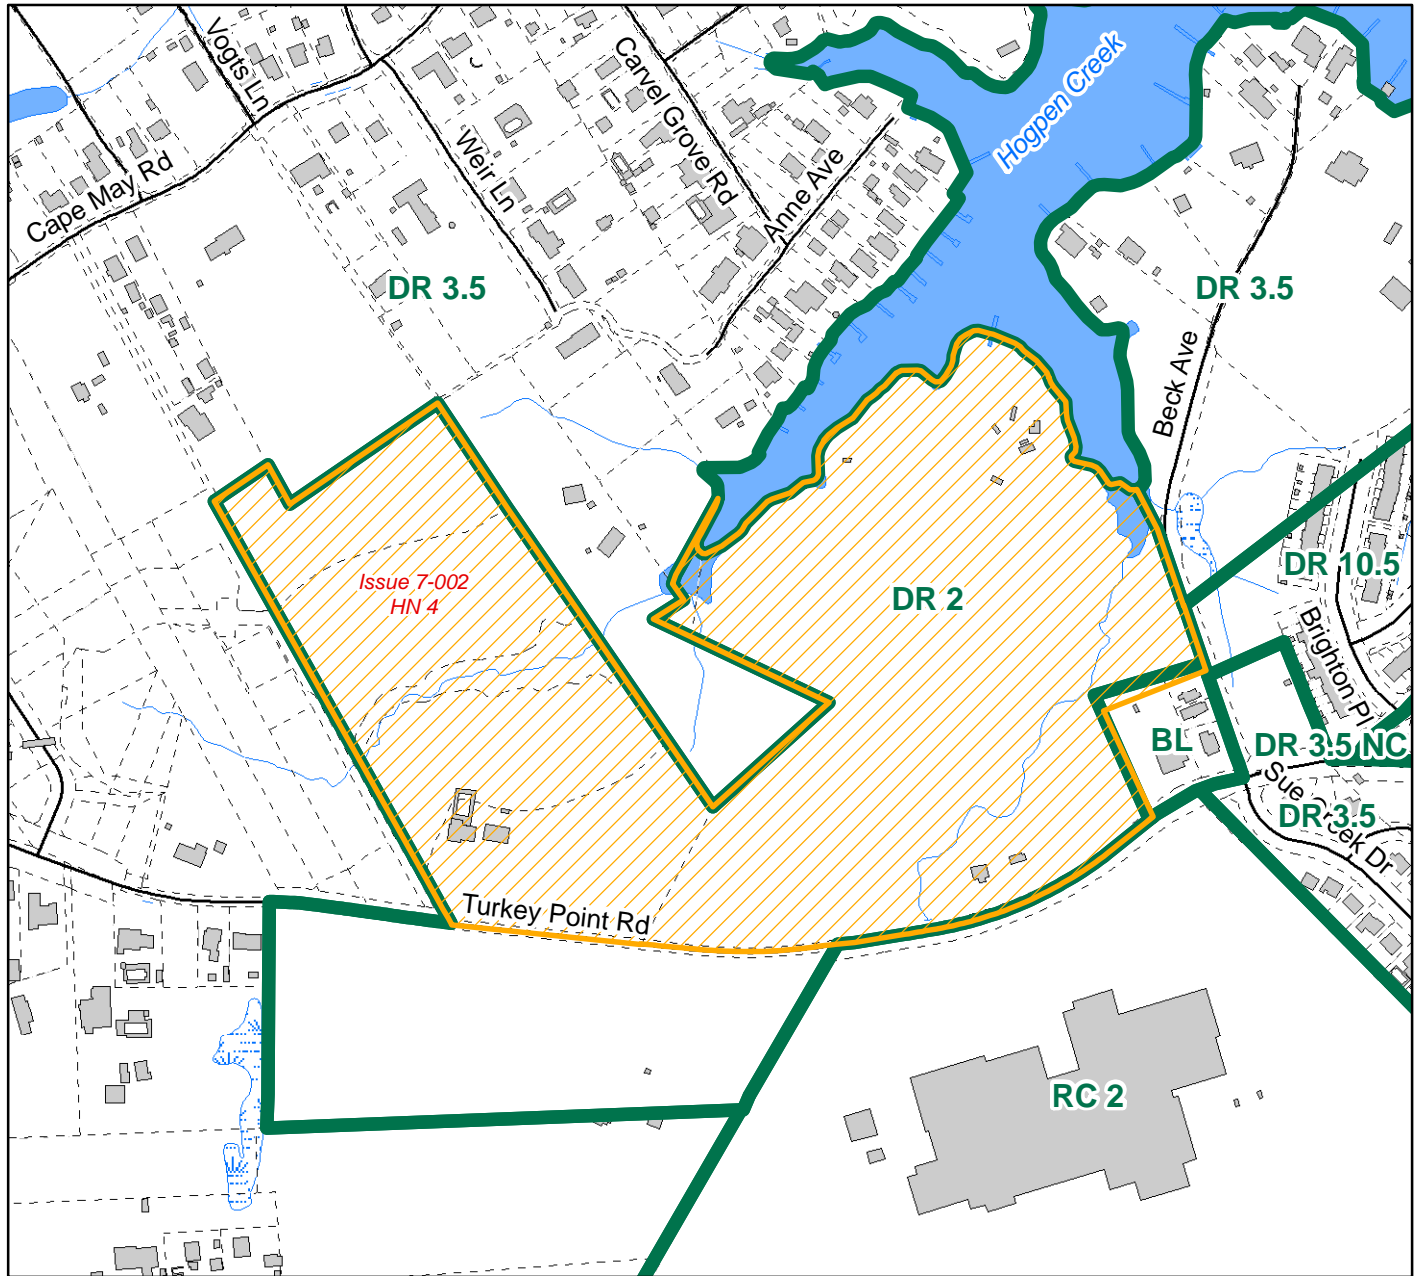 Vogts Ln
Carvel Grove Rd
Hogpen Creek
Cape May Rd
Weir Ln
Anne Ave
DR 3.5
DR 3.5
Beck Ave
Issue 7-002
HN 4
DR 2
DR 10.5
Brighton Pl
BL
DR 3.5 NC
Sue Creek Dr
DR 3.5
Turkey Point Rd
RC 2